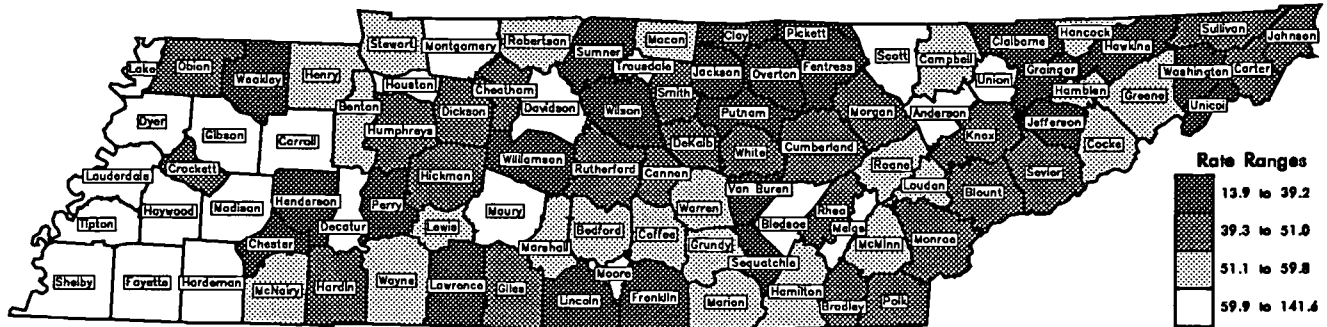 Stewart Montgomery Robertson Sumner Macon Clay Pickett Scott Campbell Claiborne Hancock Hawkins Sullivan Johnson
Lake Obion Weakley Henry Houston Cheatham Trousdale Jackson Overton Fentress Union Grainger Washington Carter
Benton Dickson Davidson Wilson Smith Putnam Morgan Anderson Hamblen Greene Unicoi
Dyer Gibson Carroll Humphreys Knox Jefferson Cocke
Crockett Williamson Rutherford DeKalb White Cumberland Roane Sevier
Lauderdale Madison Henderson Hickman Cannon Van Buren Loudon Blount
Haywood Decatur Perry Maury Warren Bledsoe Rhea Meigs
Tipton Chester Lewis Marshall Bedford Coffee Grundy McMinn Monroe
Shelby Fayette Hardeman McNairy Hardin Wayne Lawrence Giles Moore Sequatchie Hamilton
Lincoln Franklin Marion Bradley Polk
Rate Ranges
13.9 to 39.2
39.3 to 51.0
51.1 to 59.8
59.9 to 141.6